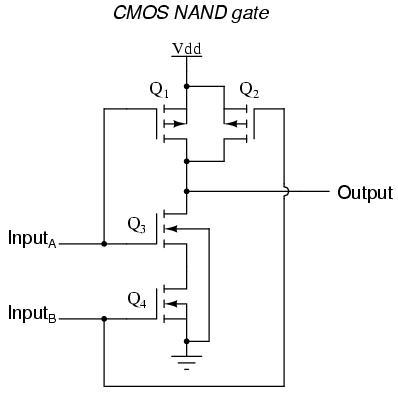 CMOS NAND gate
Vdd
Q1 Q2
Output
Q3
InputA
Q4
InputB